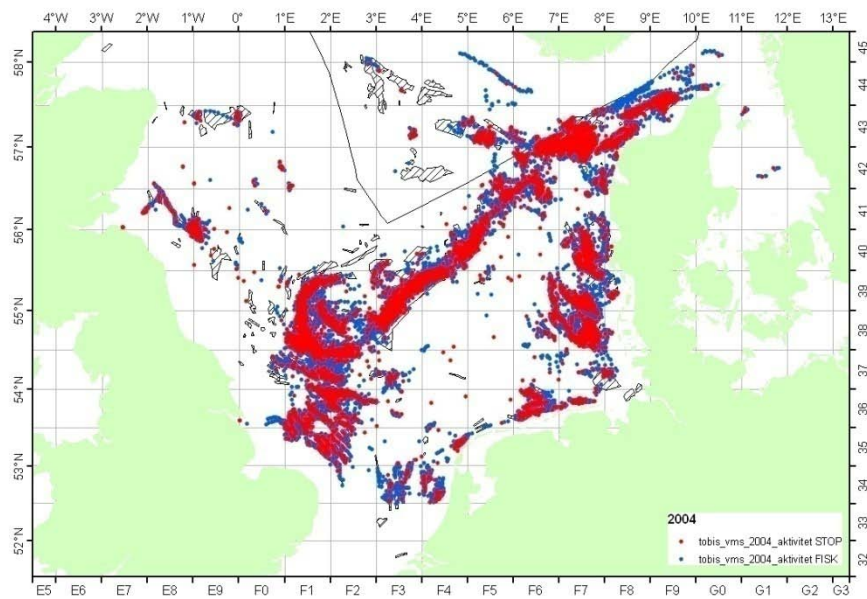 4°W 3°W 2°W 1°W 0° 1°E 2°E 3°E 4°E 5°E 6°E 7°E 8°E 9°E 10°E 11°E 12°E 13°E
58°N 45
44
57°N 43
42
56°N 41
40
55°N 39
38
54°N 37
36
53°N 35
34
52°N 33
32
2004
tobis_vms_2004_aktivitet STOP
tobis_vms_2004_aktivitet FISK
E5 E6 E7 E8 E9 F0 F1 F2 F3 F4 F5 F6 F7 F8 F9 G0 G1 G2 G3